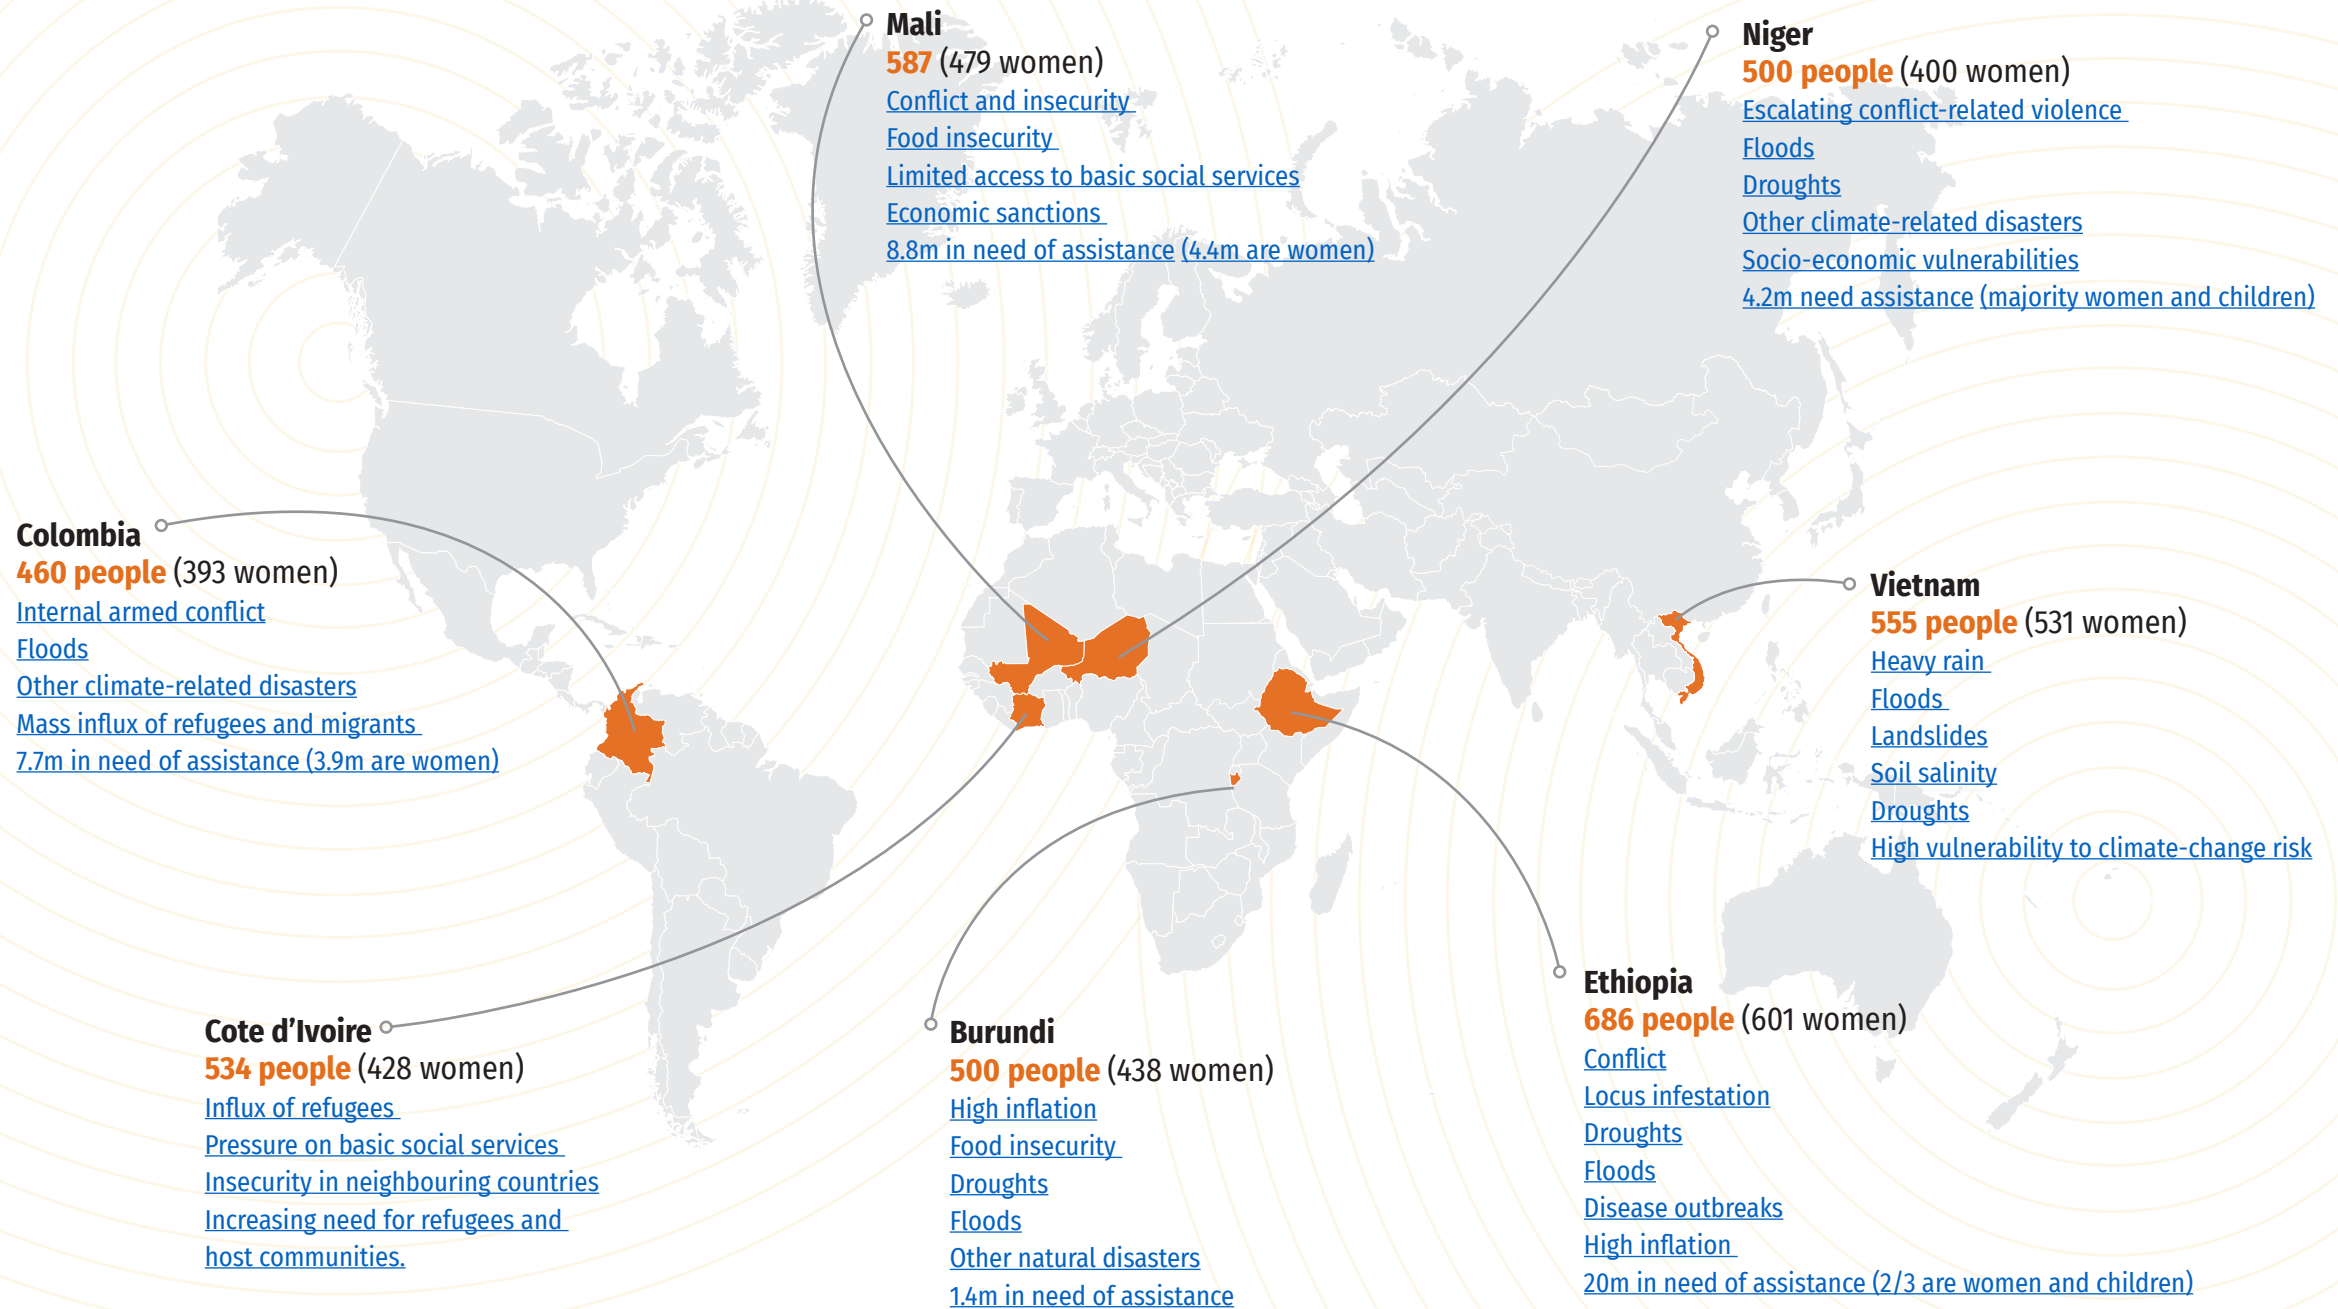 Mali
587 (479 women)
Conflict and insecurity
Food insecurity
Limited access to basic social services
Economic sanctions
8.8m in need of assistance (4.4m are women)
Niger
500 people (400 women)
Escalating conflict-related violence
Floods
Droughts
Other climate-related disasters
Socio-economic vulnerabilities
4.2m need assistance (majority women and children)
Colombia
460 people (393 women)
Internal armed conflict
Floods
Other climate-related disasters
Mass influx of refugees and migrants
7.7m in need of assistance (3.9m are women)
Vietnam
555 people (531 women)
Heavy rain
Floods
Landslides
Soil salinity
Droughts
High vulnerability to climate-change risk
Cote d’Ivoire
534 people (428 women)
Influx of refugees
Pressure on basic social services
Insecurity in neighbouring countries
Increasing need for refugees and
host communities.
Burundi
500 people (438 women)
High inflation
Food insecurity
Droughts
Floods
Other natural disasters
1.4m in need of assistance
Ethiopia
686 people (601 women)
Conflict
Locus infestation
Droughts
Floods
Disease outbreaks
High inflation
20m in need of assistance (2/3 are women and children)